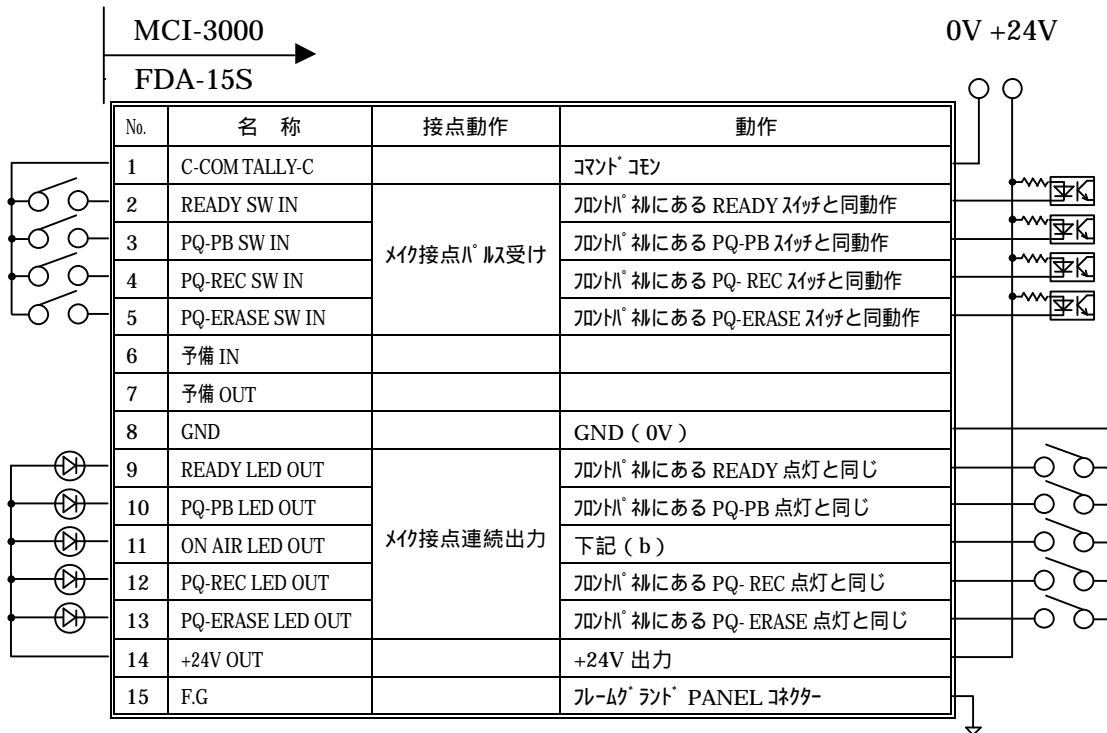 MCI-3000
0V +24V
FDA-15S
No. 名 称 接点動作 動作
1 C-COM TALLY-C コマンドコモン
2 READY SW IN フロントパネルにある READY スイッチと同動作
3 PQ-PB SW IN フロントパネルにある PQ-PB スイッチと同動作
メイク接点パルス受け
4 PQ-REC SW IN フロントパネルにある PQ- REC スイッチと同動作
5 PQ-ERASE SW IN フロントパネルにある PQ-ERASE スイッチと同動作
6 予備 IN
7 予備 OUT
8 GND GND ( 0V )
9 READY LED OUT フロントパネルにある READY 点灯と同じ
10 PQ-PB LED OUT フロントパネルにある PQ-PB 点灯と同じ
11 ON AIR LED OUT メイク接点連続出力 下記 ( b )
12 PQ-REC LED OUT フロントパネルにある PQ- REC 点灯と同じ
13 PQ-ERASE LED OUT フロントパネルにある PQ- ERASE 点灯と同じ
14 +24V OUT +24V 出力
15 F.G フレームグランド PANEL コネクター